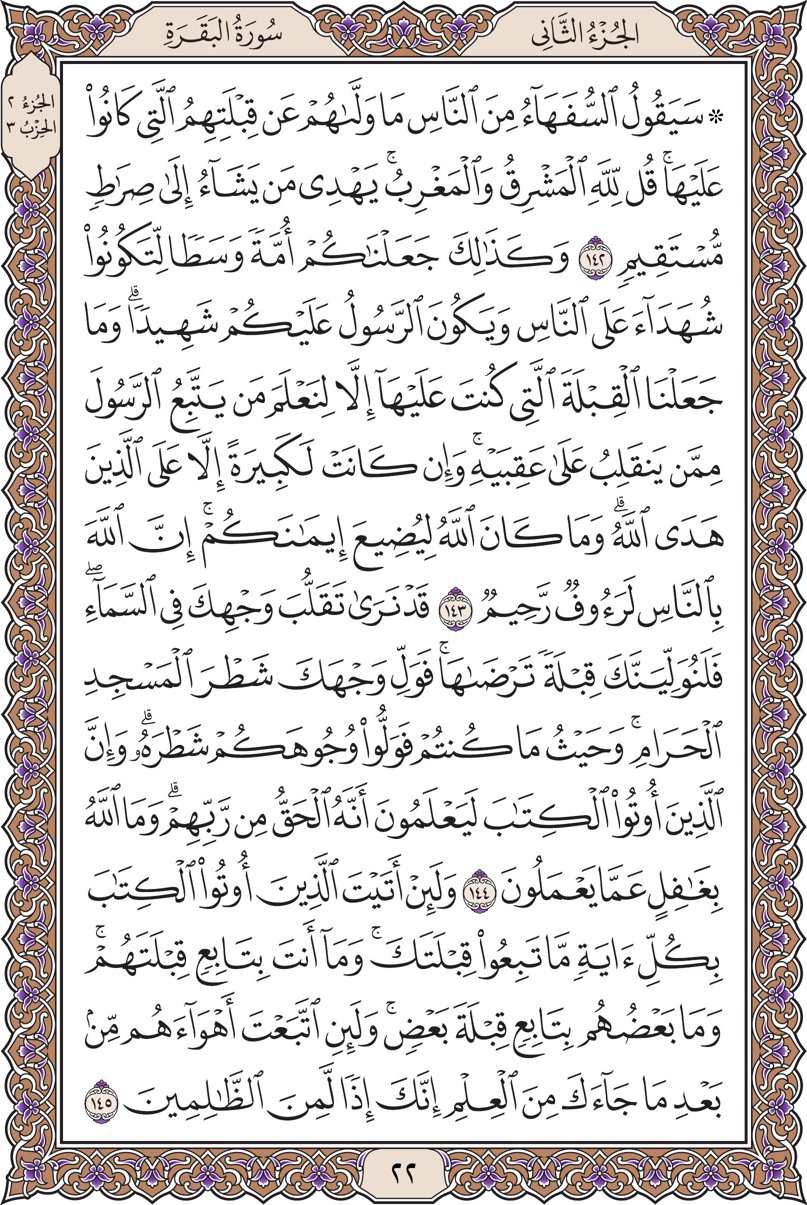 الجُزْءُ الثَّانِي
سُورَةُ البَقَرَةِ
الجُزْءُ ٢
الحِزْبُ ٣
۞ سَيَقُولُ ٱلسُّفَهَآءُ مِنَ ٱلنَّاسِ مَا وَلَّىٰهُمْ عَن قِبْلَتِهِمُ ٱلَّتِي كَانُوا۟
عَلَيْهَاۚ قُل لِّلَّهِ ٱلْمَشْرِقُ وَٱلْمَغْرِبُۚ يَهْدِى مَن يَشَآءُ إِلَىٰ صِرَٰطٍ
مُّسْتَقِيمٍ ١٤٢ وَكَذَٰلِكَ جَعَلْنَٰكُمْ أُمَّةً وَسَطًا لِّتَكُونُوا۟
شُهَدَآءَ عَلَى ٱلنَّاسِ وَيَكُونَ ٱلرَّسُولُ عَلَيْكُمْ شَهِيدًاۗ وَمَا
جَعَلْنَا ٱلْقِبْلَةَ ٱلَّتِي كُنتَ عَلَيْهَآ إِلَّا لِنَعْلَمَ مَن يَتَّبِعُ ٱلرَّسُولَ
مِمَّن يَنقَلِبُ عَلَىٰ عَقِبَيْهِۚ وَإِن كَانَتْ لَكَبِيرَةً إِلَّا عَلَى ٱلَّذِينَ
هَدَى ٱللَّهُۗ وَمَا كَانَ ٱللَّهُ لِيُضِيعَ إِيمَٰنَكُمْۚ إِنَّ ٱللَّهَ
بِٱلنَّاسِ لَرَءُوفٌ رَّحِيمٌ ١٤٣ قَدْ نَرَىٰ تَقَلُّبَ وَجْهِكَ فِي ٱلسَّمَآءِۖ
فَلَنُوَلِّيَنَّكَ قِبْلَةً تَرْضَىٰهَاۚ فَوَلِّ وَجْهَكَ شَطْرَ ٱلْمَسْجِدِ
ٱلْحَرَامِۚ وَحَيْثُ مَا كُنتُمْ فَوَلُّوا۟ وُجُوهَكُمْ شَطْرَهُۥۗ وَإِنَّ
ٱلَّذِينَ أُوتُوا۟ ٱلْكِتَٰبَ لَيَعْلَمُونَ أَنَّهُ ٱلْحَقُّ مِن رَّبِّهِمْۗ وَمَا ٱللَّهُ
بِغَٰفِلٍ عَمَّا يَعْمَلُونَ ١٤٤ وَلَئِنْ أَتَيْتَ ٱلَّذِينَ أُوتُوا۟ ٱلْكِتَٰبَ
بِكُلِّ ءَايَةٍ مَّا تَبِعُوا۟ قِبْلَتَكَۚ وَمَآ أَنتَ بِتَابِعٍ قِبْلَتَهُمْۚ
وَمَا بَعْضُهُم بِتَابِعٍ قِبْلَةَ بَعْضٍۚ وَلَئِنِ ٱتَّبَعْتَ أَهْوَآءَهُم مِّنۢ
بَعْدِ مَا جَآءَكَ مِنَ ٱلْعِلْمِ إِنَّكَ إِذًا لَّمِنَ ٱلظَّٰلِمِينَ ١٤٥
٢٢